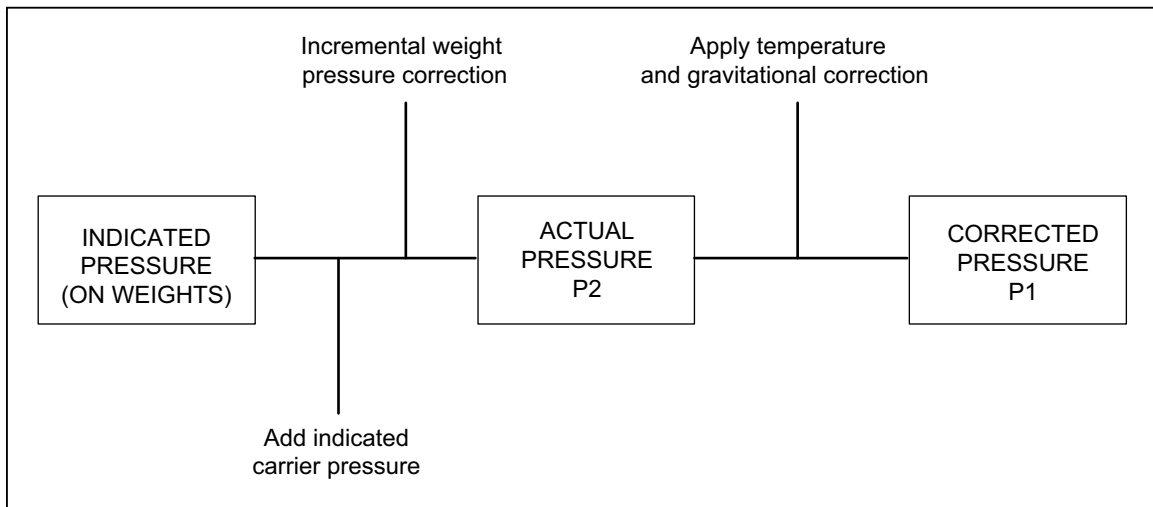 Incremental weight
pressure correction
Apply temperature
and gravitational correction
INDICATED
PRESSURE
(ON WEIGHTS)
ACTUAL
PRESSURE
P2
CORRECTED
PRESSURE
P1
Add indicated
carrier pressure